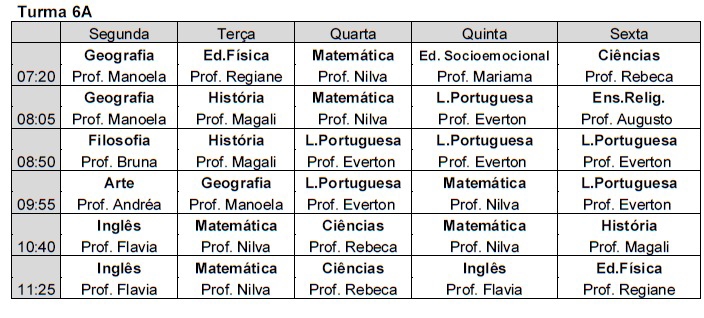 Turma 6A
Segunda Terça Quarta Quinta Sexta
Geografia Ed.Física Matemática Ed. Socioemocional Ciências
07:20 Prof. Manoela Prof. Regiane Prof. Nilva Prof. Mariama Prof. Rebeca
Geografia História Matemática L.Portuguesa Ens.Relig.
08:05 Prof. Manoela Prof. Magali Prof. Nilva Prof. Everton Prof. Augusto
Filosofia História L.Portuguesa L.Portuguesa L.Portuguesa
08:50 Prof. Bruna Prof. Magali Prof. Everton Prof. Everton Prof. Everton
Arte Geografia L.Portuguesa Matemática L.Portuguesa
09:55 Prof. Andréa Prof. Manoela Prof. Everton Prof. Nilva Prof. Everton
Inglês Matemática Ciências Matemática História
10:40 Prof. Flavia Prof. Nilva Prof. Rebeca Prof. Nilva Prof. Magali
Inglês Matemática Ciências Inglês Ed.Física
11:25 Prof. Flavia Prof. Nilva Prof. Rebeca Prof. Flavia Prof. Regiane